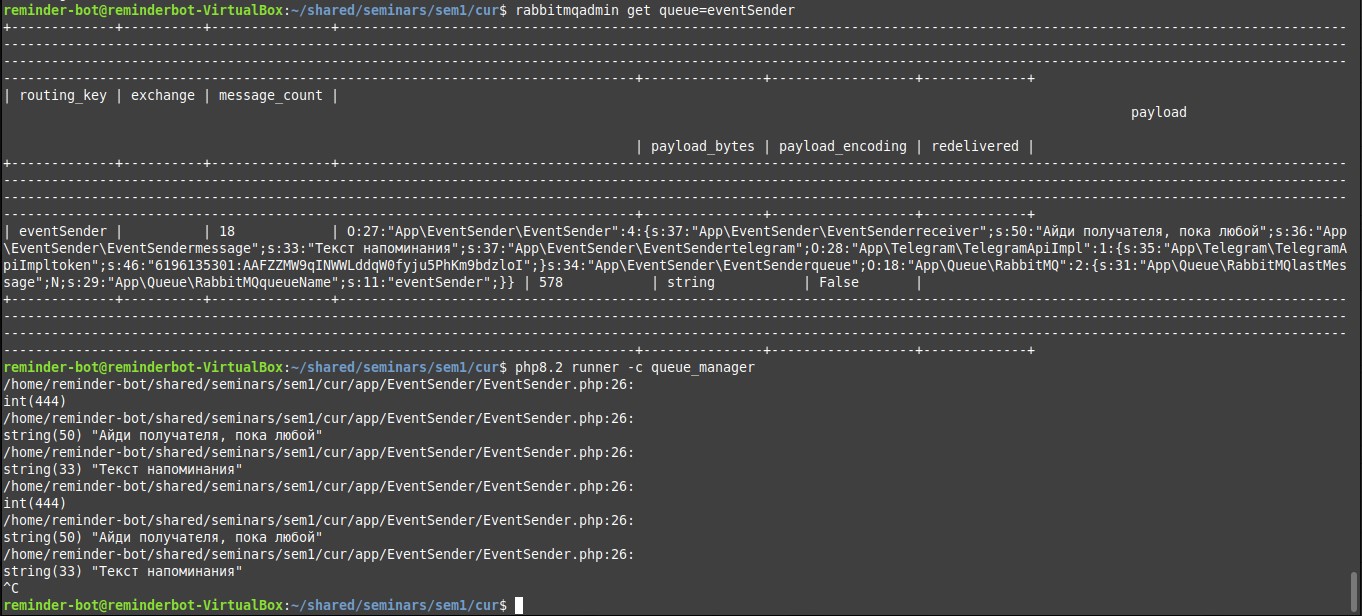 reminder-bot@reminderbot-VirtualBox:~/shared/seminars/sem1/cur$ rabbitmqadmin get queue=eventSender
+-------------+----------+---------------+------------------------------------------------------------------------------------------------------------------------------
------------------------------------------------------------------------------------------------------------------------------------------------------------------------
------------------------------------------------------------------------------------------------------------------------------------------------------------------------
-------------------------------------------------------------------------------+---------------+------------------+-------------+
| routing_key | exchange | message_count |
payload
| payload_bytes | payload_encoding | redelivered |
+-------------+----------+---------------+------------------------------------------------------------------------------------------------------------------------------
------------------------------------------------------------------------------------------------------------------------------------------------------------------------
------------------------------------------------------------------------------------------------------------------------------------------------------------------------
-------------------------------------------------------------------------------+---------------+------------------+-------------+
| eventSender |          | 18            | O:27:"App\EventSender\EventSender":4:{s:37:"App\EventSender\EventSenderreceiver";s:50:"Айди получателя, пока любой";s:36:"App
\EventSender\EventSendermessage";s:33:"Текст напоминания";s:37:"App\EventSender\EventSendertelegram";O:28:"App\Telegram\TelegramApiImpl":1:{s:35:"App\Telegram\TelegramA
piImpltoken";s:46:"6196135301:AAFZZMW9qINWWLddqW0fyju5PhKm9bdzloI";}s:34:"App\EventSender\EventSenderqueue";O:18:"App\Queue\RabbitMQ":2:{s:31:"App\Queue\RabbitMQlastMes
sage";N;s:29:"App\Queue\RabbitMQqueueName";s:11:"eventSender";}} | 578           | string           | False       |
+-------------+----------+---------------+------------------------------------------------------------------------------------------------------------------------------
------------------------------------------------------------------------------------------------------------------------------------------------------------------------
------------------------------------------------------------------------------------------------------------------------------------------------------------------------
-------------------------------------------------------------------------------+---------------+------------------+-------------+
reminder-bot@reminderbot-VirtualBox:~/shared/seminars/sem1/cur$ php8.2 runner -c queue_manager
/home/reminder-bot/shared/seminars/sem1/cur/app/EventSender/EventSender.php:26:
int(444)
/home/reminder-bot/shared/seminars/sem1/cur/app/EventSender/EventSender.php:26:
string(50) "Айди получателя, пока любой"
/home/reminder-bot/shared/seminars/sem1/cur/app/EventSender/EventSender.php:26:
string(33) "Текст напоминания"
/home/reminder-bot/shared/seminars/sem1/cur/app/EventSender/EventSender.php:26:
int(444)
/home/reminder-bot/shared/seminars/sem1/cur/app/EventSender/EventSender.php:26:
string(50) "Айди получателя, пока любой"
/home/reminder-bot/shared/seminars/sem1/cur/app/EventSender/EventSender.php:26:
string(33) "Текст напоминания"
^C
reminder-bot@reminderbot-VirtualBox:~/shared/seminars/sem1/cur$